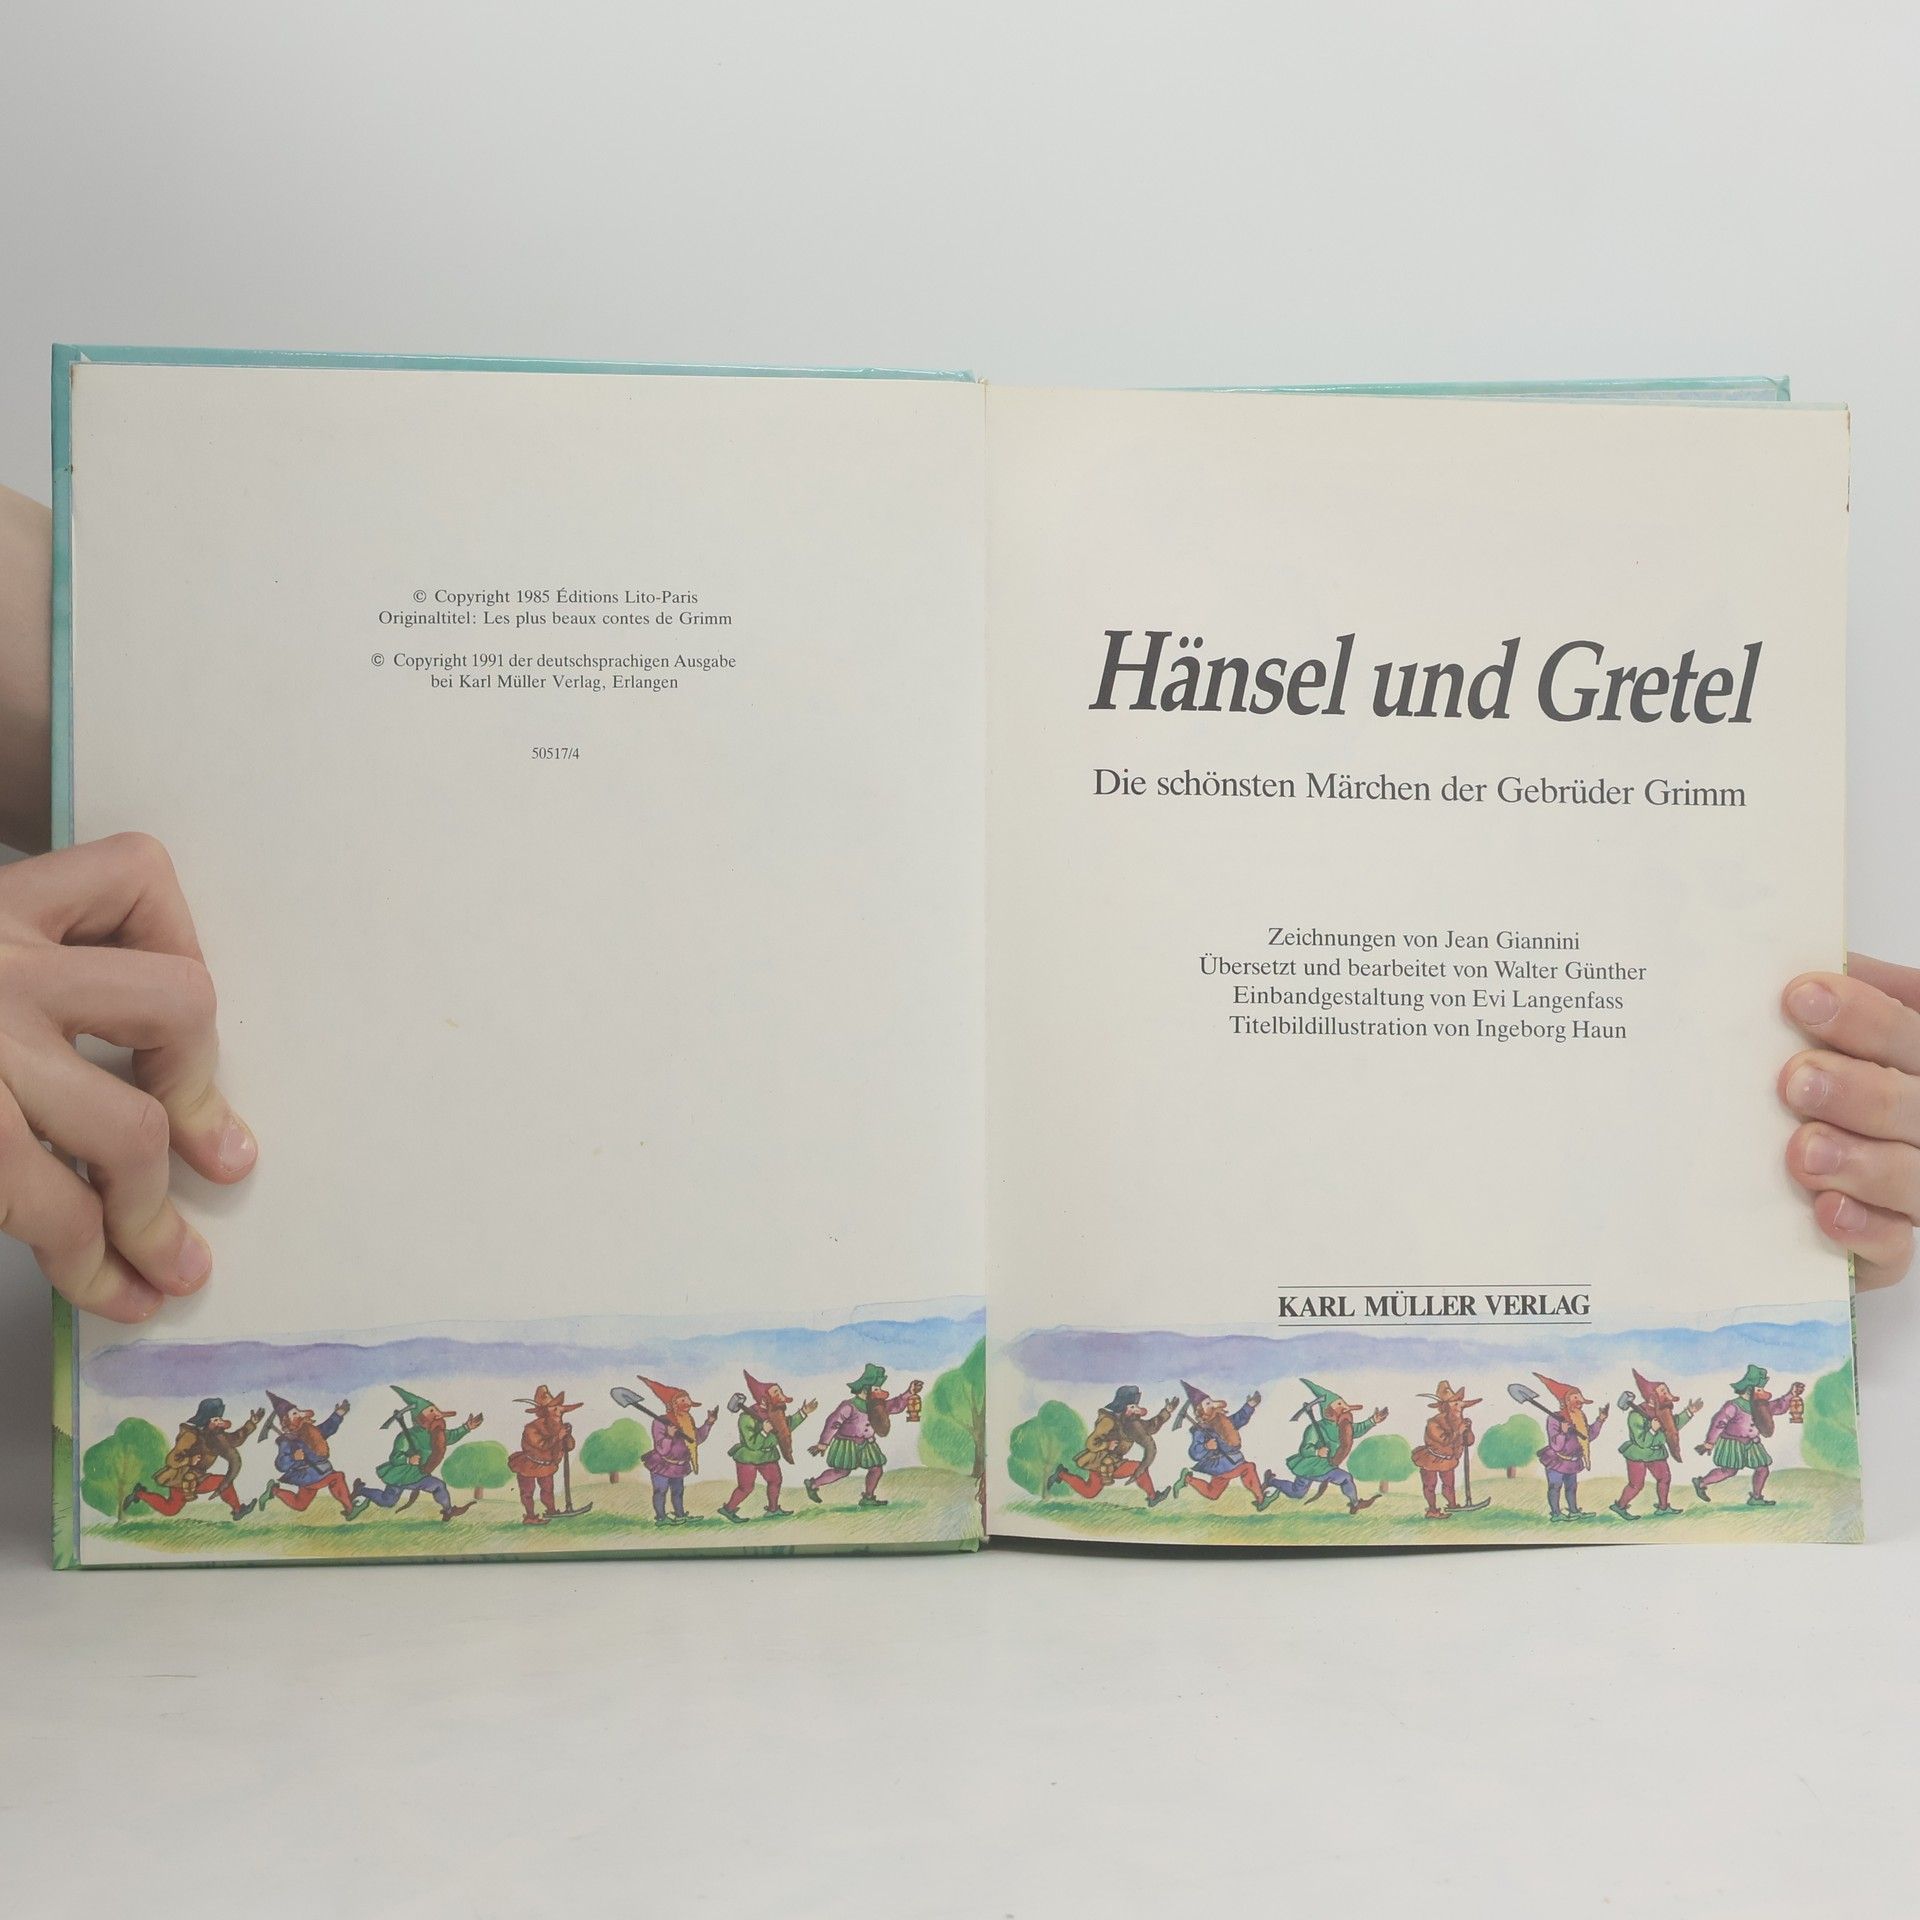 © Copyright 1985 Éditions Lito-Paris
Originaltitel: Les plus beaux contes de Grimm
© Copyright 1991 der deutschsprachigen Ausgabe
bei Karl Müller Verlag, Erlangen
50517/4
Hänsel und Gretel
Die schönsten Märchen der Gebrüder Grimm
Zeichnungen von Jean Giannini
Übersetzt und bearbeitet von Walter Günther
Einbandgestaltung von Evi Langenfass
Titelbildillustration von Ingeborg Haun
KARL MÜLLER VERLAG